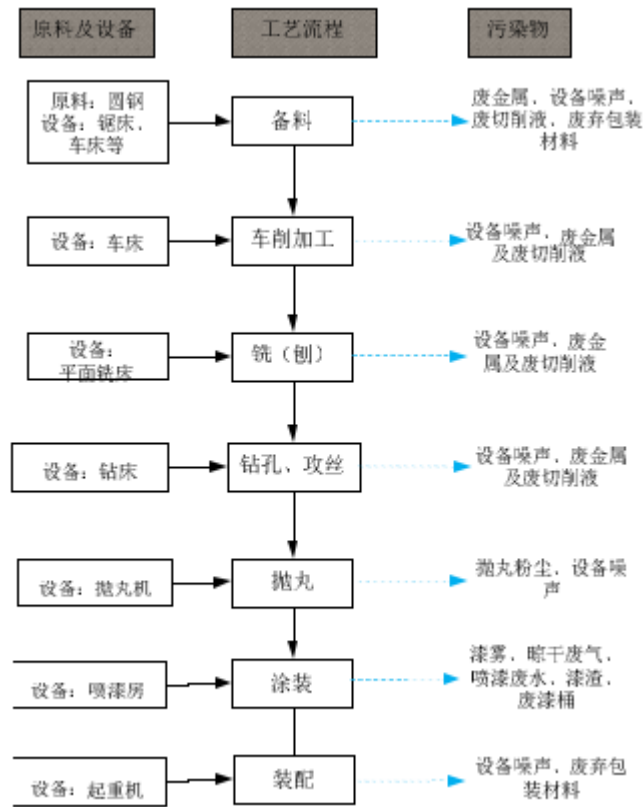 原料及设备
工艺流程
污染物
原料：圆钢
设备：锯床、
车床等
备料
废金属、设备噪声、
废切削液、废弃包装
材料
设备：车床
车削加工
设备噪声、废金属
及废切削液
设备：
平面铣床
铣（刨）
设备噪声、废金
属及废切削液
设备：钻床
钻孔、攻丝
设备噪声、废金属
及废切削液
设备：抛丸机
抛丸
抛丸粉尘、设备噪
声
设备：喷漆房
涂装
漆雾、晾干废气、
喷漆废水、漆渣、
废漆桶
设备：起重机
装配
设备噪声、废弃包
装材料